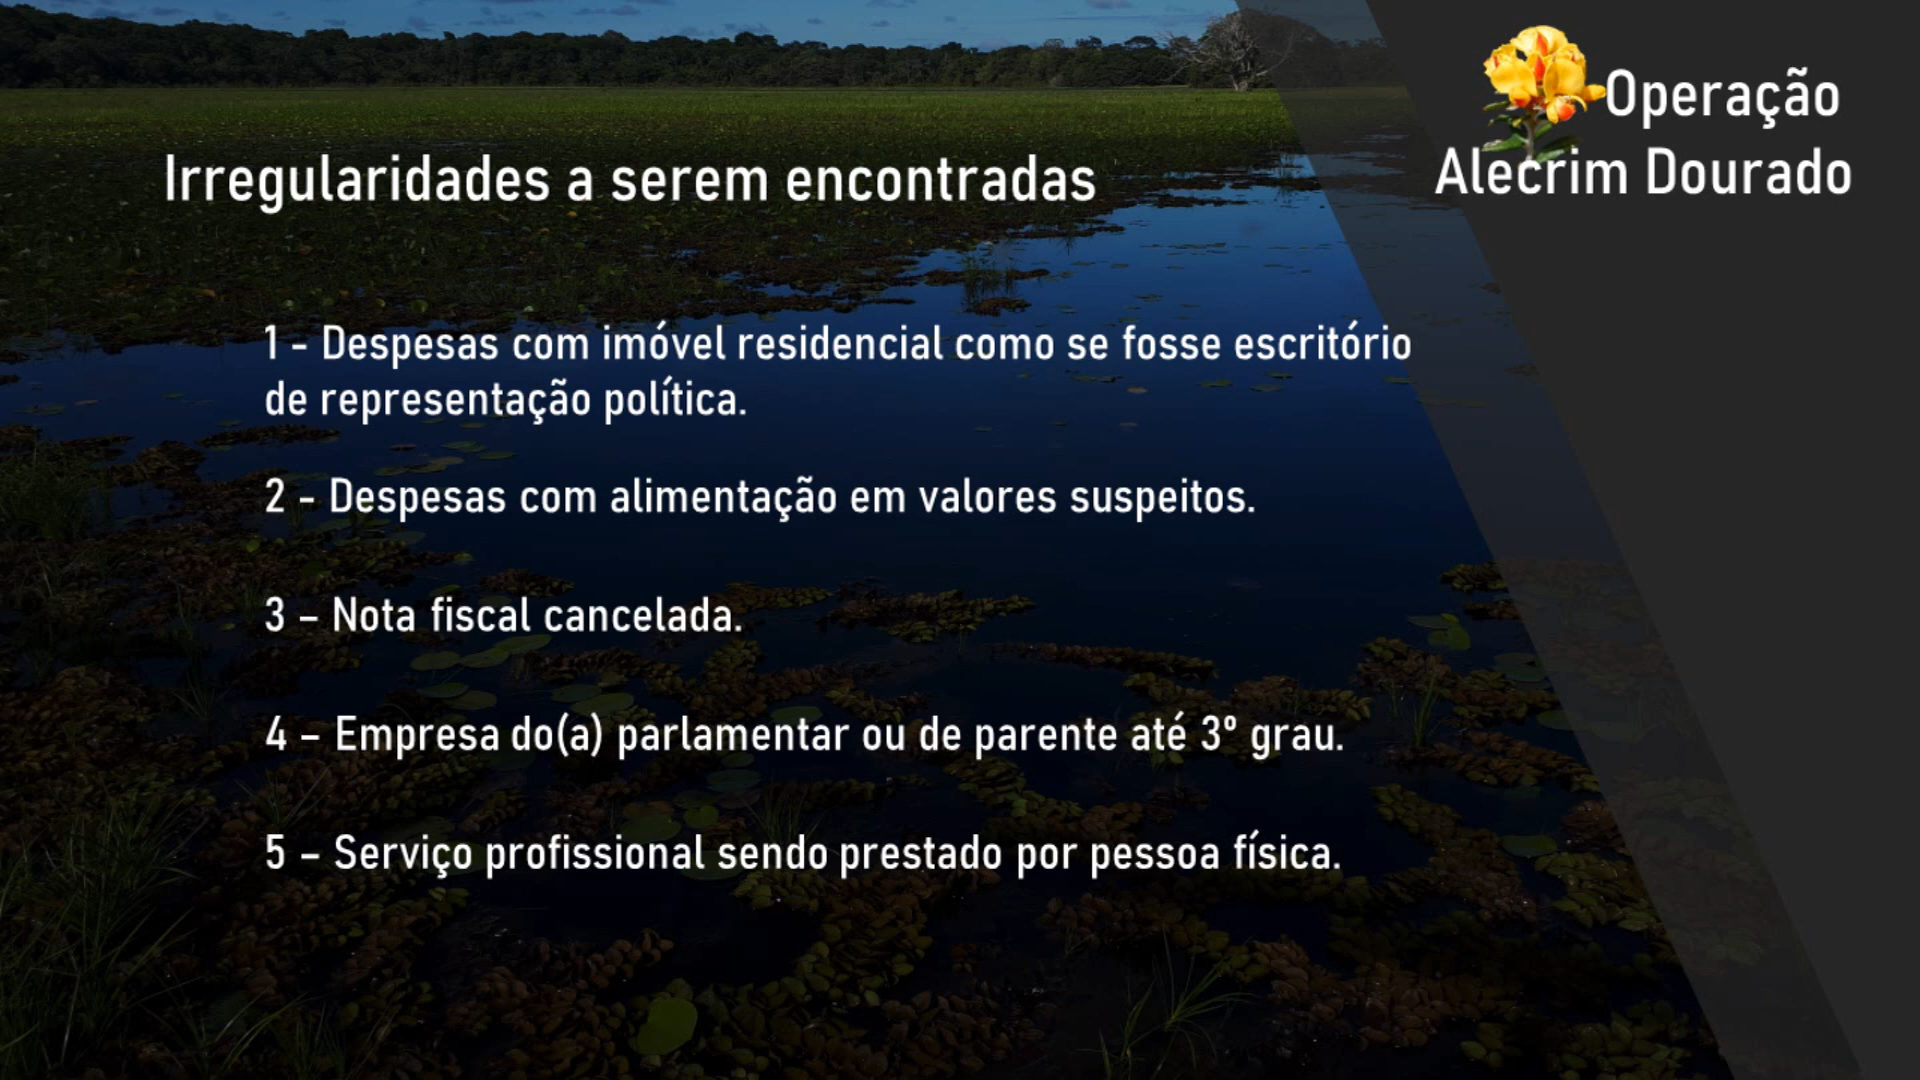 Operação
Alecrim Dourado
Irregularidades a serem encontradas
1 - Despesas com imóvel residencial como se fosse escritório
de representação política.
2 - Despesas com alimentação em valores suspeitos.
3 – Nota fiscal cancelada.
4 – Empresa do(a) parlamentar ou de parente até 3º grau.
5 – Serviço profissional sendo prestado por pessoa física.